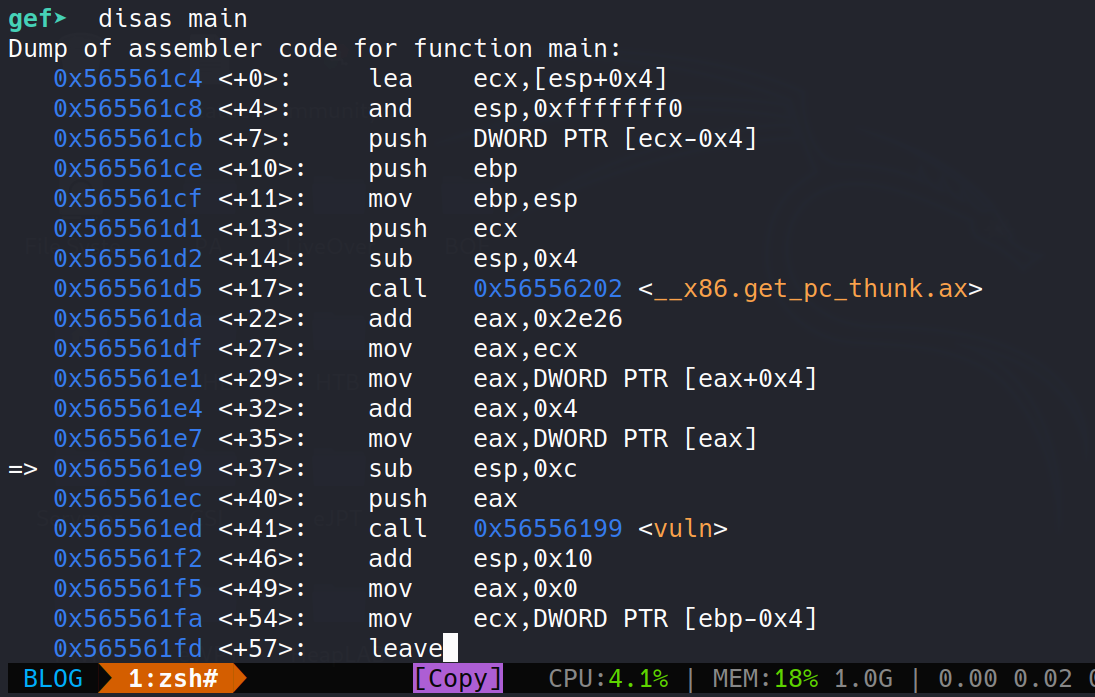 gef➤  disas main
Dump of assembler code for function main:
   0x565561c4 <+0>:     lea    ecx,[esp+0x4]
   0x565561c8 <+4>:     and    esp,0xfffffff0
   0x565561cb <+7>:     push   DWORD PTR [ecx-0x4]
   0x565561ce <+10>:    push   ebp
   0x565561cf <+11>:    mov    ebp,esp
   0x565561d1 <+13>:    push   ecx
   0x565561d2 <+14>:    sub    esp,0x4
   0x565561d5 <+17>:    call   0x56556202 <__x86.get_pc_thunk.ax>
   0x565561da <+22>:    add    eax,0x2e26
   0x565561df <+27>:    mov    eax,ecx
   0x565561e1 <+29>:    mov    eax,DWORD PTR [eax+0x4]
   0x565561e4 <+32>:    add    eax,0x4
   0x565561e7 <+35>:    mov    eax,DWORD PTR [eax]
=> 0x565561e9 <+37>:    sub    esp,0xc
   0x565561ec <+40>:    push   eax
   0x565561ed <+41>:    call   0x56556199 <vuln>
   0x565561f2 <+46>:    add    esp,0x10
   0x565561f5 <+49>:    mov    eax,0x0
   0x565561fa <+54>:    mov    ecx,DWORD PTR [ebp-0x4]
   0x565561fd <+57>:    leave
BLOG 1:zsh# [Copy] CPU:4.1% | MEM:18% 1.0G | 0.00 0.02